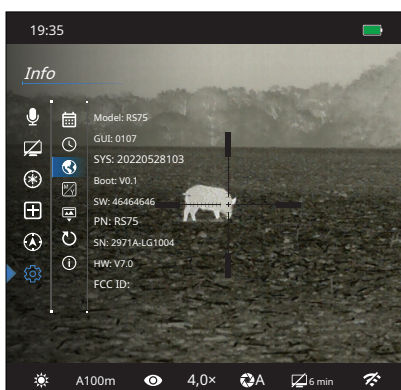 19:35
Info
Model: RS75
GUI: 0107
SYS: 20220528103
Boot: V0.1
SW: 46464646
PN: RS75
SN: 2971A-LG1004
HW: V7.0
FCC ID:
A100m 4,0× A 6 min